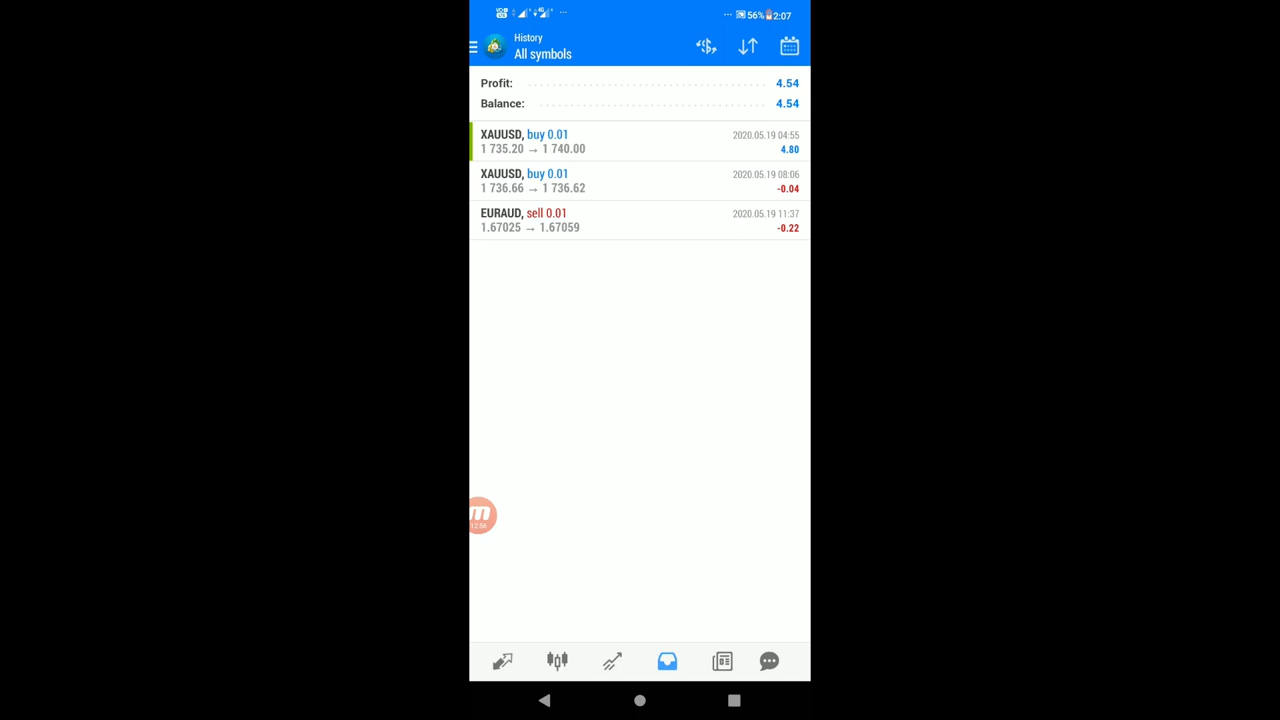 56% 2:07
History
All symbols
Profit: 4.54
Balance: 4.54
XAUUSD, buy 0.01 2020.05.19 04:55
1 735.20 → 1 740.00 4.80
XAUUSD, buy 0.01 2020.05.19 08:06
1 736.66 → 1 736.62 -0.04
EURAUD, sell 0.01 2020.05.19 11:37
1.67025 → 1.67059 -0.22
12:56